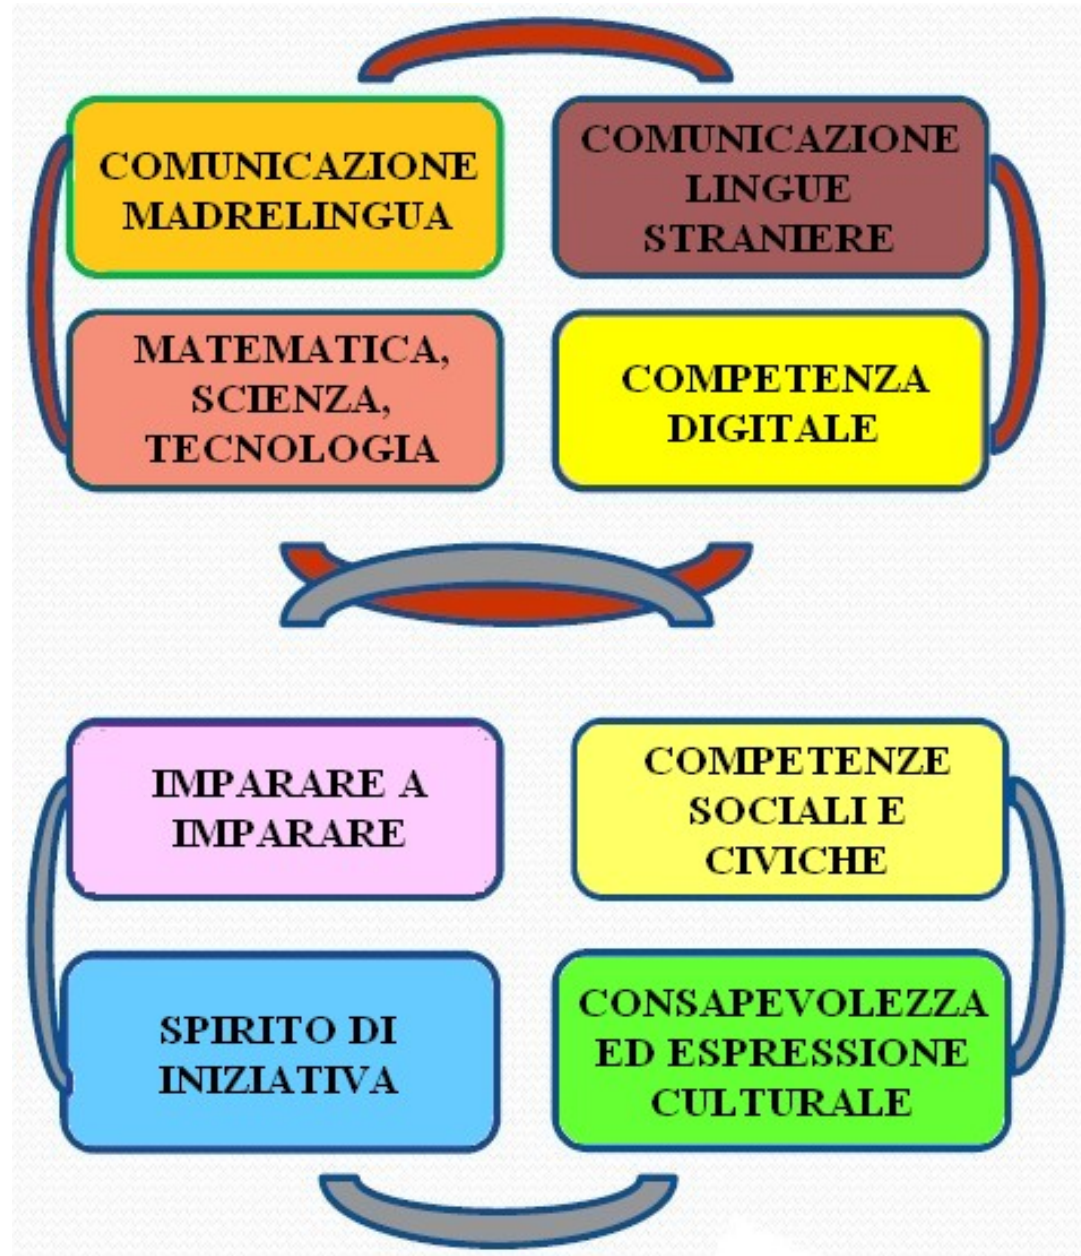 COMUNICAZIONE
MADRELINGUA
COMUNICAZIONE
LINGUE
STRANIERE
MATEMATICA,
SCIENZA,
TECNOLOGIA
COMPETENZA
DIGITALE
IMPARARE A
IMPARARE
COMPETENZE
SOCIALI E
CIVICHE
SPIRITO DI
INIZIATIVA
CONSAPEVOLEZZA
ED ESPRESSIONE
CULTURALE